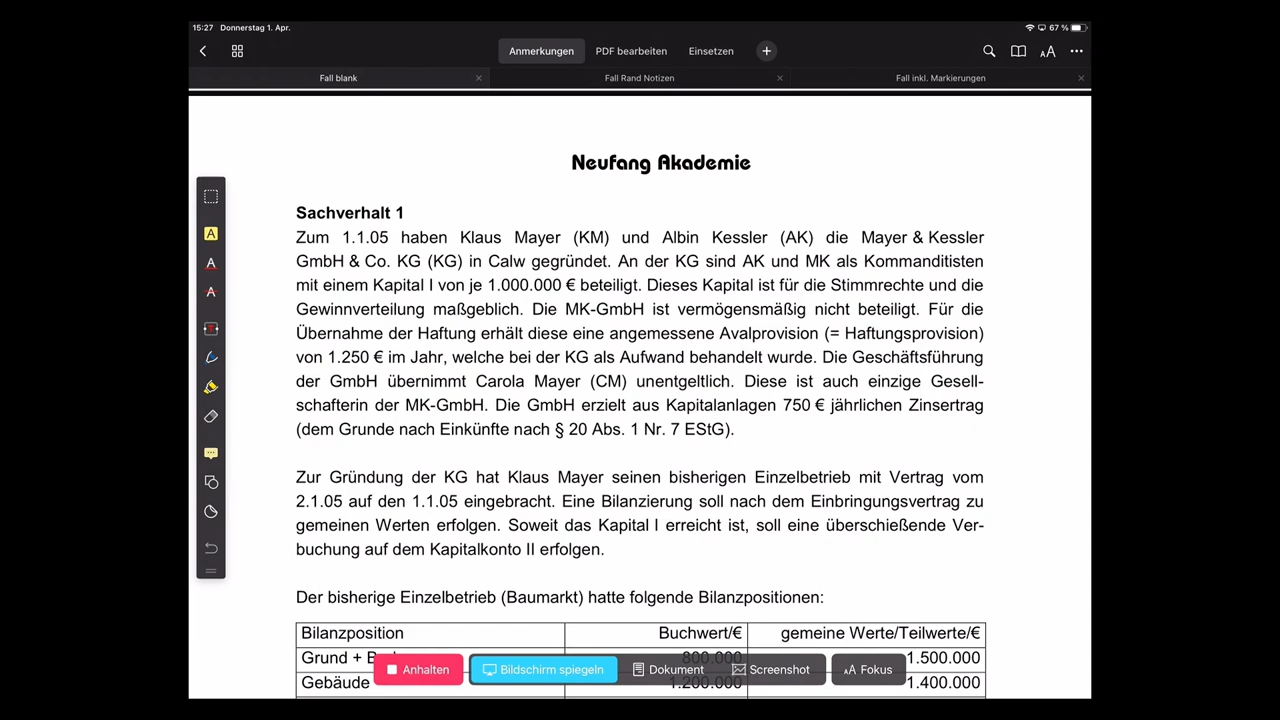 15:27 Donnerstag 1. Apr.
67 %
Anmerkungen PDF bearbeiten Einsetzen
AA
Fall blank Fall Rand Notizen Fall inkl. Markierungen
Neufang Akademie
Sachverhalt 1
Zum 1.1.05 haben Klaus Mayer (KM) und Albin Kessler (AK) die Mayer & Kessler
GmbH & Co. KG (KG) in Calw gegründet. An der KG sind AK und MK als Kommanditisten
mit einem Kapital I von je 1.000.000 € beteiligt. Dieses Kapital ist für die Stimmrechte und die
Gewinnverteilung maßgeblich. Die MK-GmbH ist vermögensmäßig nicht beteiligt. Für die
Übernahme der Haftung erhält diese eine angemessene Avalprovision (= Haftungsprovision)
von 1.250 € im Jahr, welche bei der KG als Aufwand behandelt wurde. Die Geschäftsführung
der GmbH übernimmt Carola Mayer (CM) unentgeltlich. Diese ist auch einzige Gesell-
schafterin der MK-GmbH. Die GmbH erzielt aus Kapitalanlagen 750 € jährlichen Zinsertrag
(dem Grunde nach Einkünfte nach § 20 Abs. 1 Nr. 7 EStG).
Zur Gründung der KG hat Klaus Mayer seinen bisherigen Einzelbetrieb mit Vertrag vom
2.1.05 auf den 1.1.05 eingebracht. Eine Bilanzierung soll nach dem Einbringungsvertrag zu
gemeinen Werten erfolgen. Soweit das Kapital I erreicht ist, soll eine überschießende Ver-
buchung auf dem Kapitalkonto II erfolgen.
Der bisherige Einzelbetrieb (Baumarkt) hatte folgende Bilanzpositionen:
Bilanzposition Buchwert/€ gemeine Werte/Teilwerte/€
Grund + 800.000 1.500.000
Anhalten Bildschirm spiegeln Dokument Screenshot AA Fokus
Gebäude 1.200.000 1.400.000